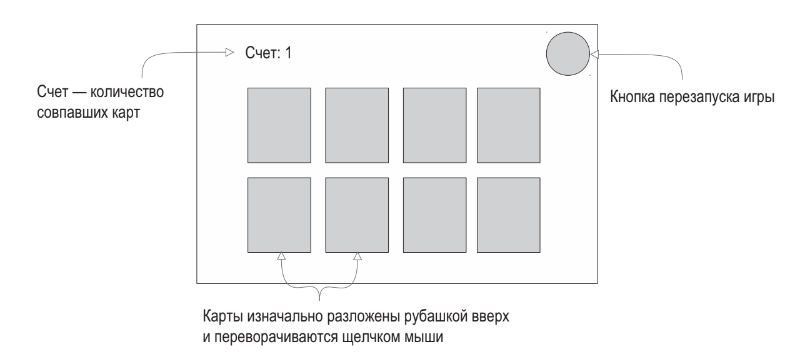 Счет: 1
Счет — количество
совпавших карт
Кнопка перезапуска игры
Карты изначально разложены рубашкой вверх
и переворачиваются щелчком мыши